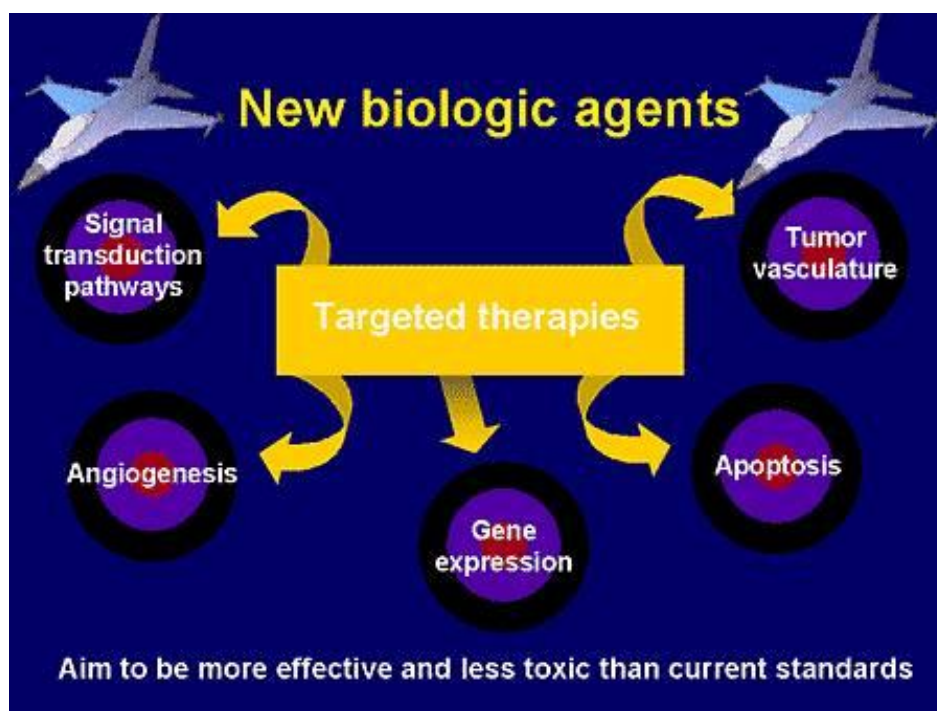 New biologic agents
Signal
transduction
pathways
Tumor
vasculature
Targeted therapies
Angiogenesis
Apoptosis
Gene
expression
Aim to be more effective and less toxic than current standards